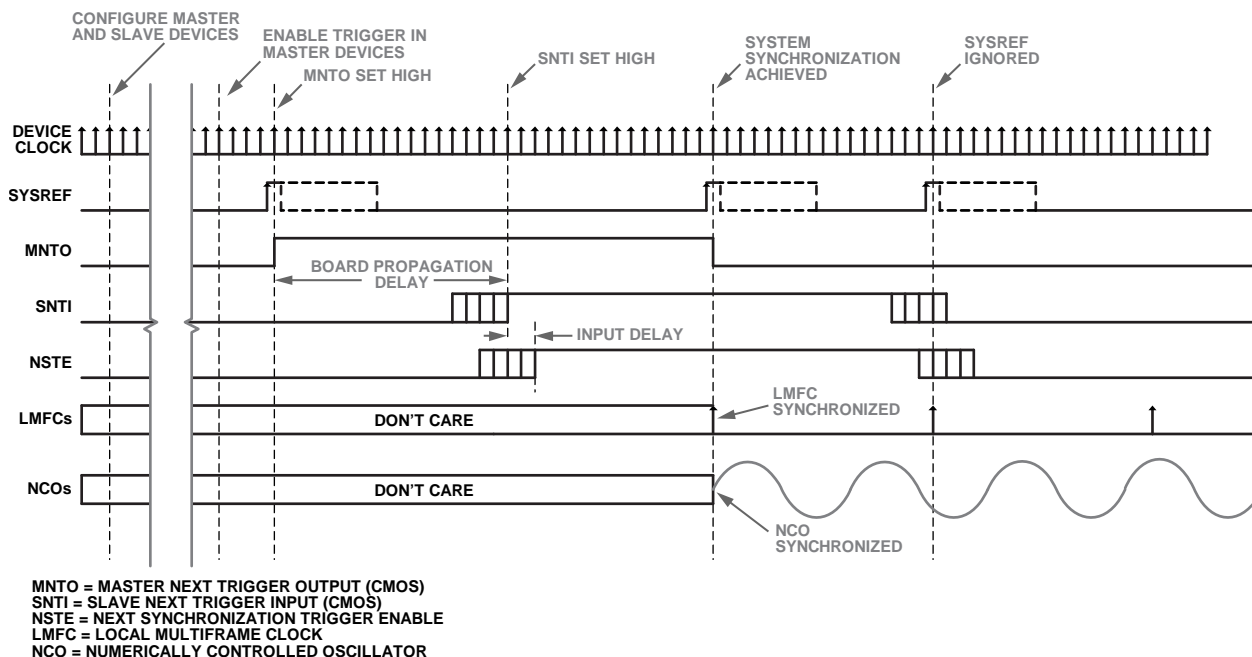 CONFIGURE MASTER
AND SLAVE DEVICES
ENABLE TRIGGER IN
MASTER DEVICES
MNTO SET HIGH
SNTI SET HIGH
SYSTEM
SYNCHRONIZATION
ACHIEVED
SYSREF
IGNORED
DEVICE
CLOCK
SYSREF
MNTO
BOARD PROPAGATION
DELAY
SNTI
INPUT DELAY
NSTE
LMFC
SYNCHRONIZED
LMFCs
DON'T CARE
NCOs
DON'T CARE
NCO
SYNCHRONIZED
MNTO = MASTER NEXT TRIGGER OUTPUT (CMOS)
SNTI = SLAVE NEXT TRIGGER INPUT (CMOS)
NSTE = NEXT SYNCHRONIZATION TRIGGER ENABLE
LMFC = LOCAL MULTIFRAME CLOCK
NCO = NUMERICALLY CONTROLLED OSCILLATOR